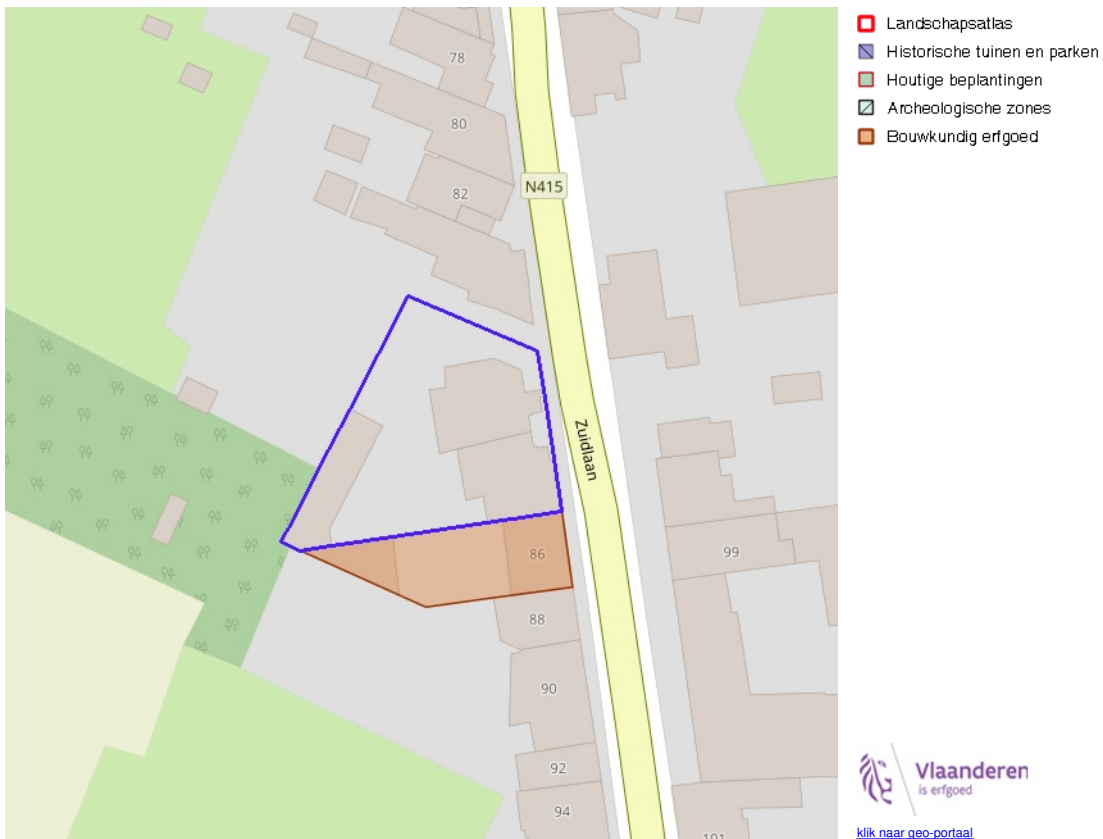 78
80
82
N415
Zuidlaan
86
99
88
90
92
94
101
Landschapsatlas
Historische tuinen en parken
Houtige beplantingen
Archeologische zones
Bouwkundig erfgoed
Vlaanderen
is erfgoed
klik naar geo-portaal